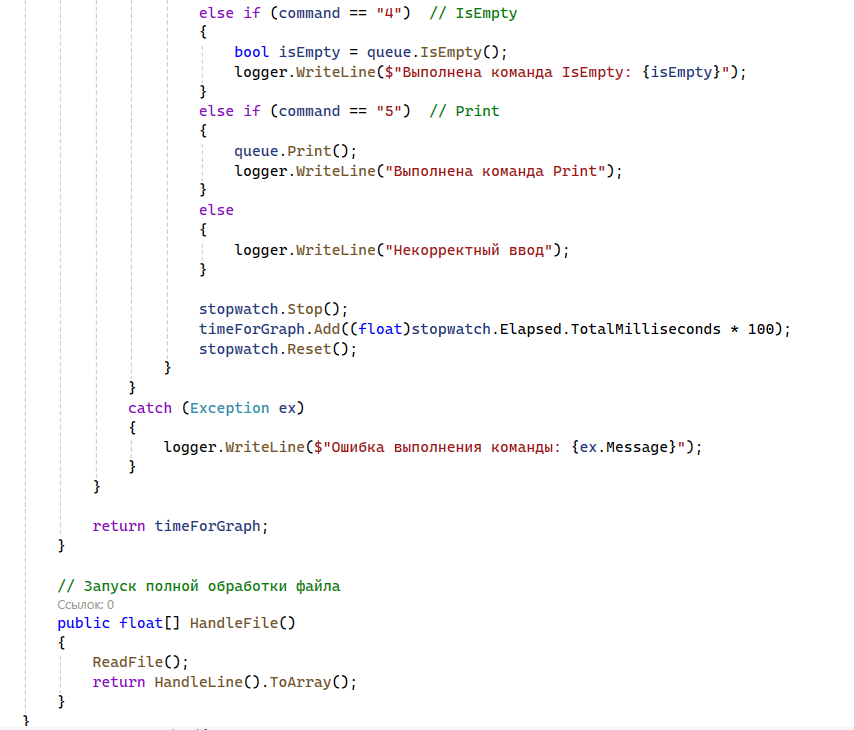 else if (command == "4")  // IsEmpty
{
bool isEmpty = queue.IsEmpty();
logger.WriteLine($"Выполнена команда IsEmpty: {isEmpty}");
}
else if (command == "5")  // Print
{
queue.Print();
logger.WriteLine("Выполнена команда Print");
}
else
{
logger.WriteLine("Некорректный ввод");
}
stopwatch.Stop();
timeForGraph.Add((float)stopwatch.Elapsed.TotalMilliseconds * 100);
stopwatch.Reset();
}
}
catch (Exception ex)
{
logger.WriteLine($"Ошибка выполнения команды: {ex.Message}");
}
}
return timeForGraph;
}
// Запуск полной обработки файла
Ссылок: 0
public float[] HandleFile()
{
ReadFile();
return HandleLine().ToArray();
}
}